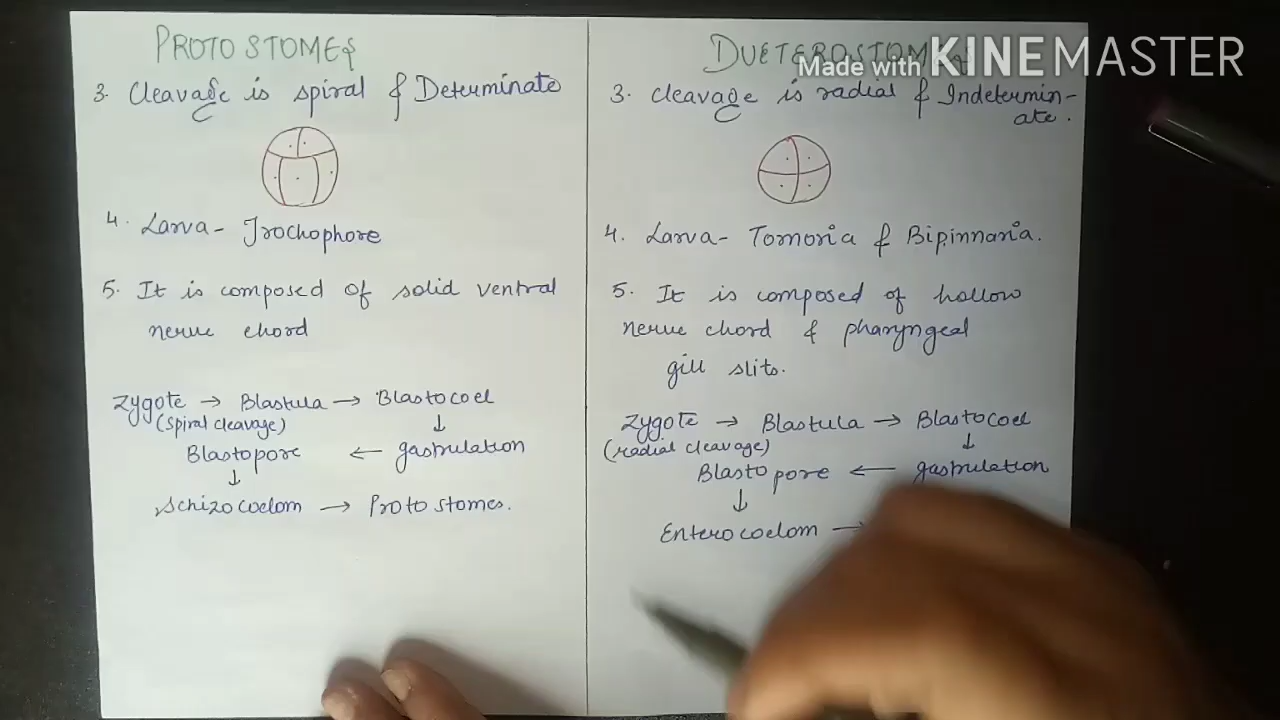 PROTOSTOMES
3. Cleavage is spiral & Determinate
4. Larva - Trochophore
5. It is composed of solid ventral
nerve chord
Zygote → Blastula → Blastocoel
(spiral cleavage) ↓
Blastopore ← gastrulation
↓
Schizocoelom → Protostomes.
DUETEROSTOMES
Made with KINEMASTER
3. Cleavage is radial & Indetermin-
ate.
4. Larva - Tornoria & Bipinnaria.
5. It is composed of hollow
nerve chord & pharyngeal
gill slits.
Zygote → Blastula → Blastocoel
(radial cleavage) ↓
Blastopore ← gastrulation
↓
Enterocoelom →